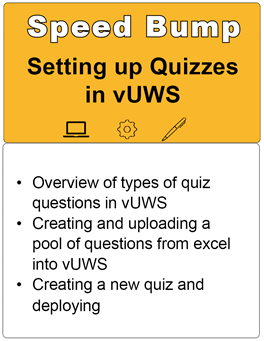 Speed Bump
Setting up Quizzes
in vUWS
• Overview of types of quiz
questions in vUWS
• Creating and uploading a
pool of questions from excel
into vUWS
• Creating a new quiz and
deploying